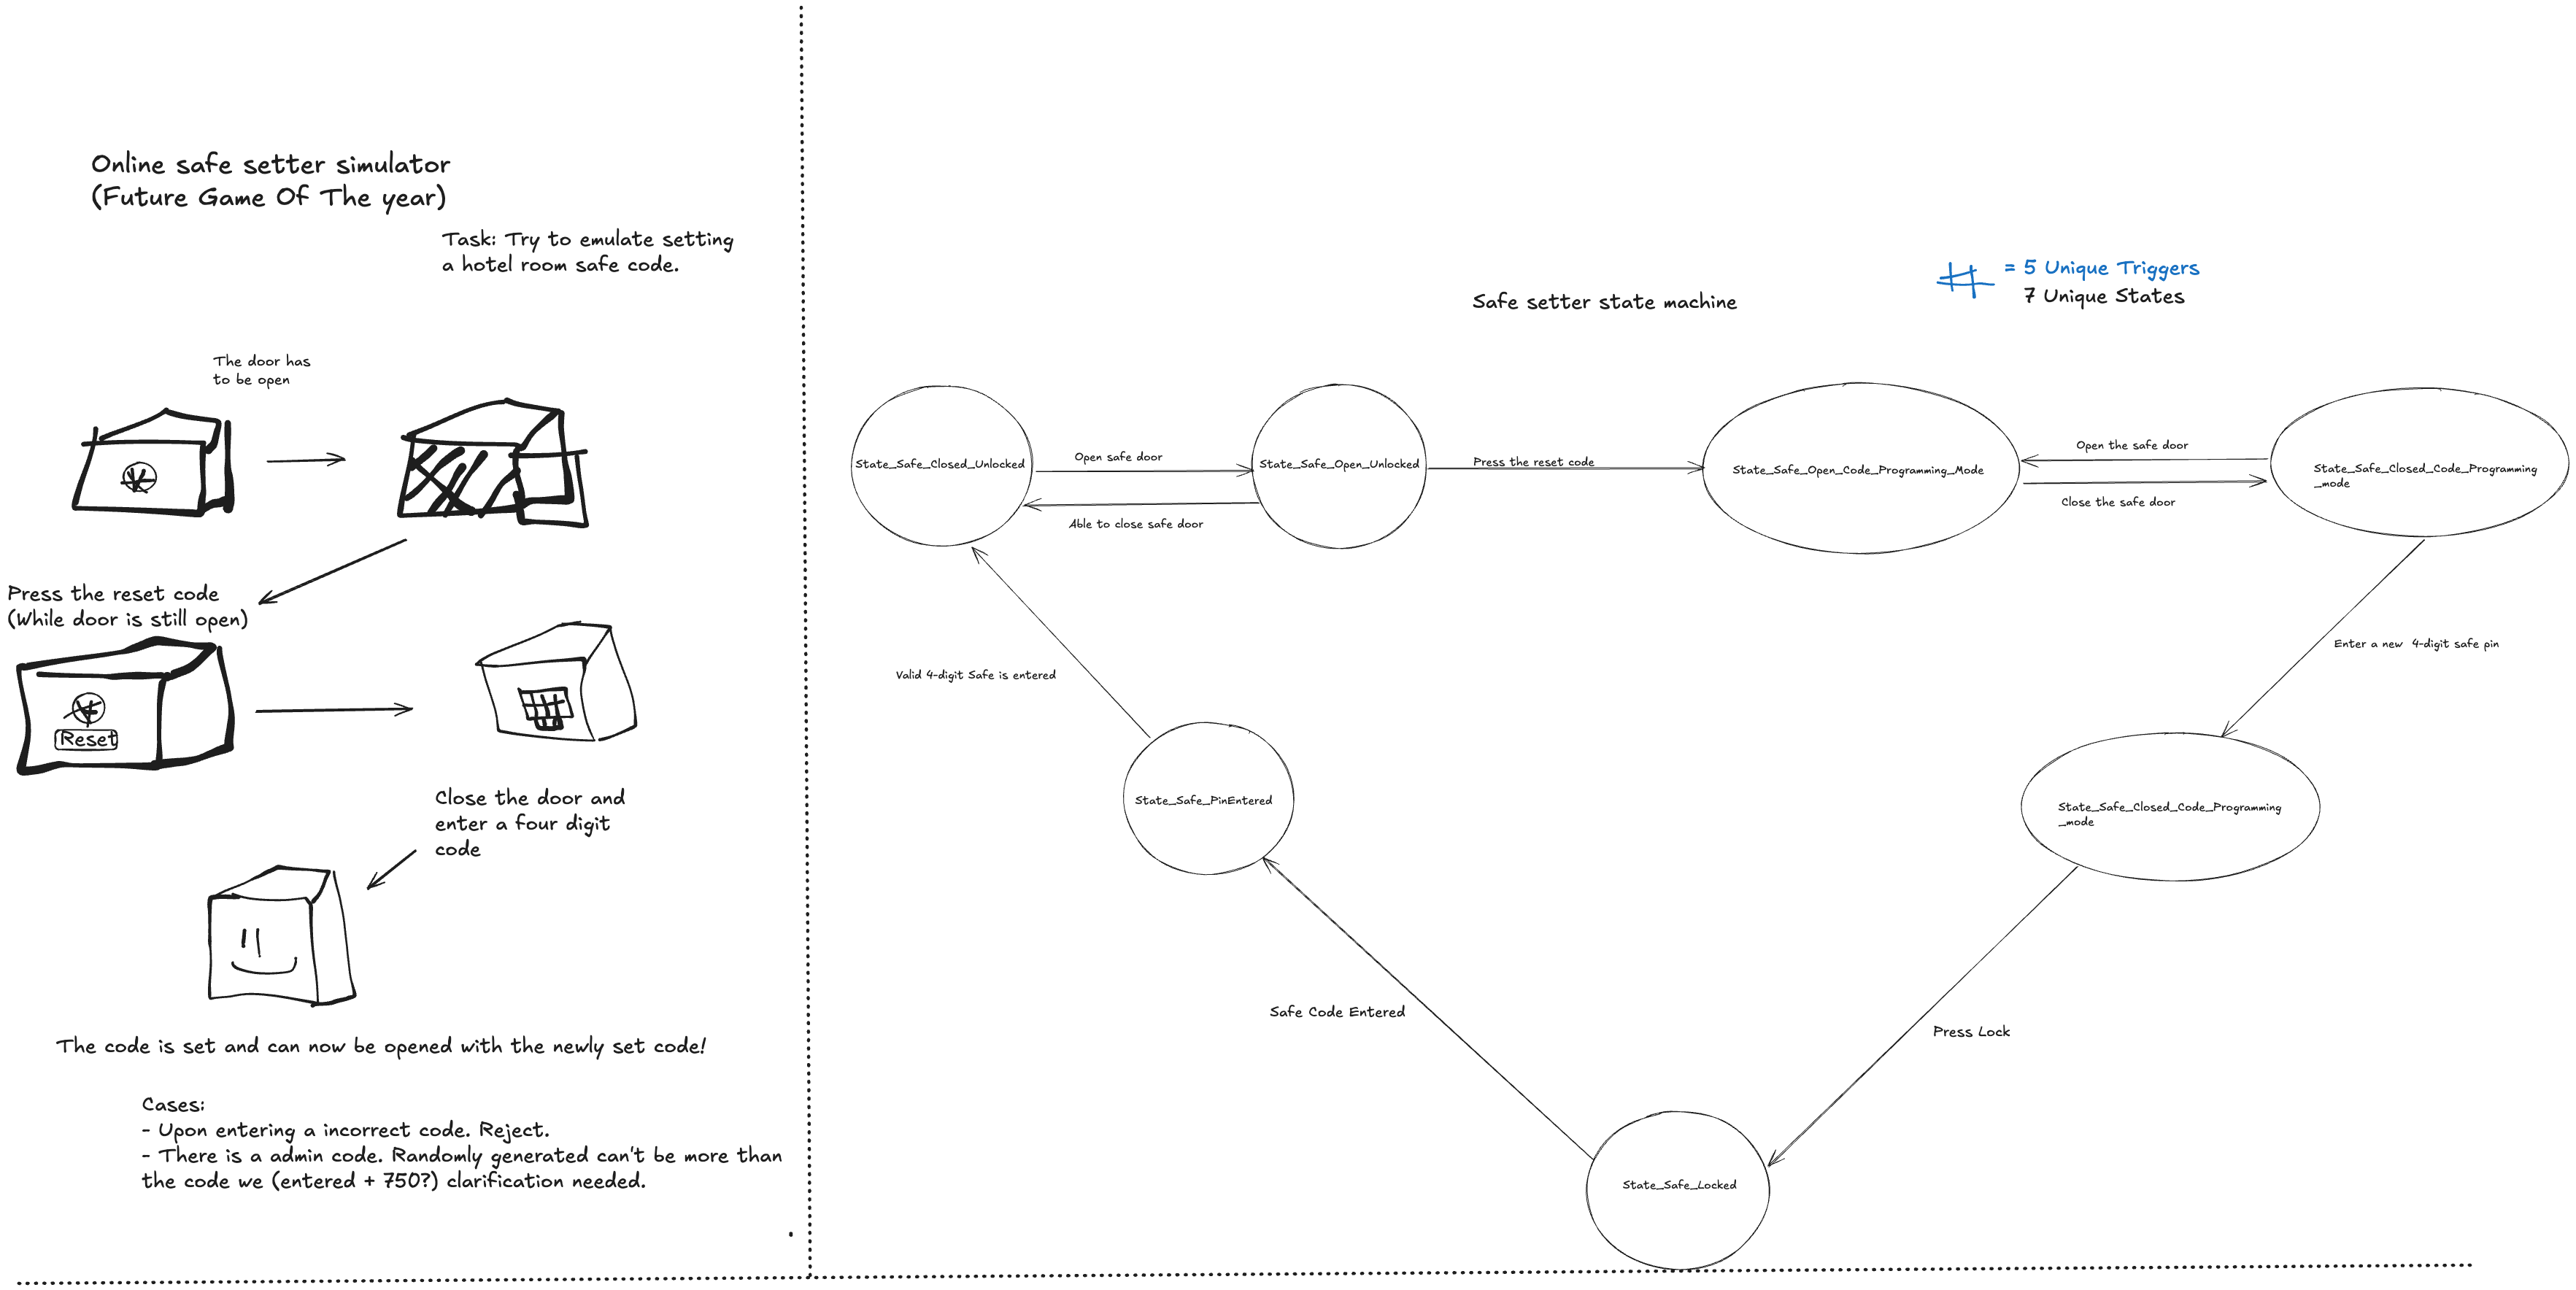 Online safe setter simulator
(Future Game Of The year)
Task: Try to emulate setting
a hotel room safe code.
The door has
to be open
Press the reset code
(While door is still open)
Reset
Close the door and
enter a four digit
code
The code is set and can now be opened with the newly set code!
Cases:
- Upon entering a incorrect code. Reject.
- There is a admin code. Randomly generated can't be more than
the code we (entered + 750?) clarification needed.
Safe setter state machine
# = 5 Unique Triggers
7 Unique States
State_Safe_Closed_Unlocked
Open safe door
Able to close safe door
State_Safe_Open_Unlocked
Press the reset code
State_Safe_Open_Code_Programming_Mode
Open the safe door
Close the safe door
State_Safe_Closed_Code_Programming
_mode
Enter a new 4-digit safe pin
State_Safe_Closed_Code_Programming
_mode
Press Lock
State_Safe_Locked
Safe Code Entered
State_Safe_PinEntered
Valid 4-digit Safe is entered